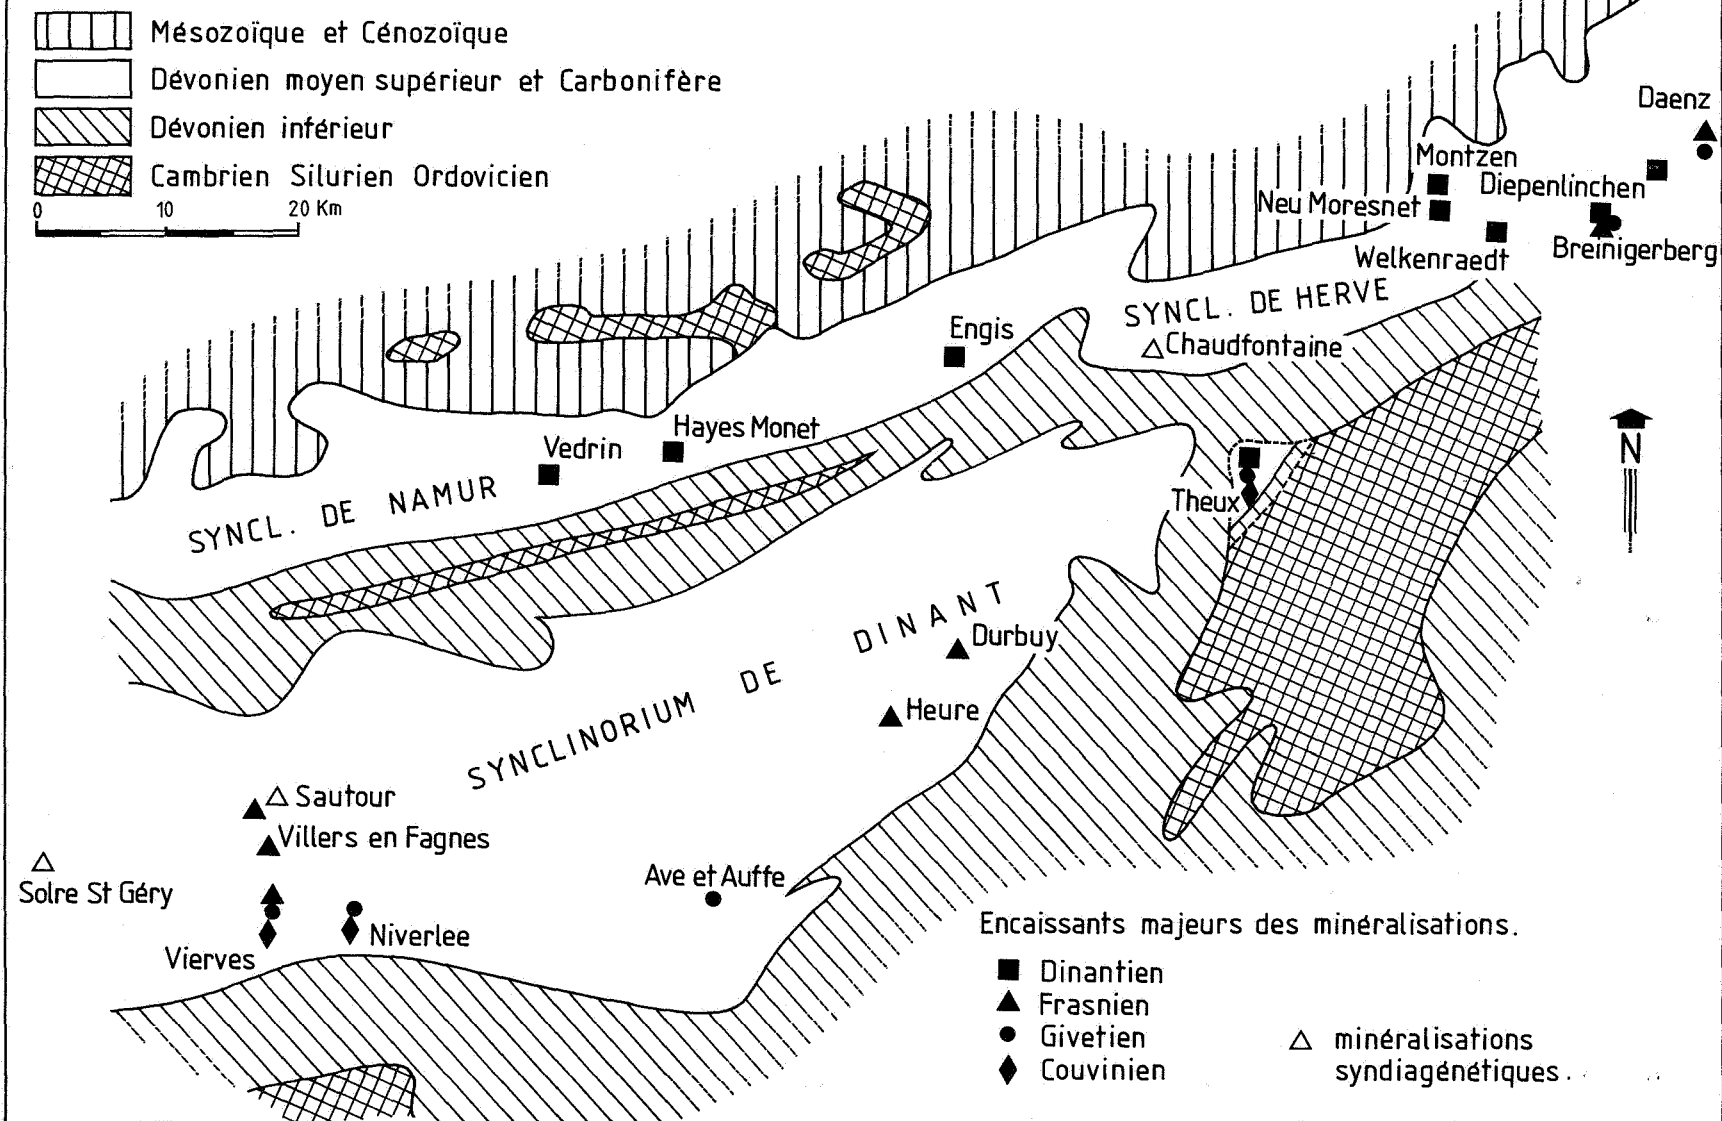 Mésozoïque et Cénozoïque
Dévonien moyen supérieur et Carbonifère
Dévonien inférieur
Cambrien Silurien Ordovicien
0 10 20 Km
Daenz
Montzen
Diepenlinchen
Neu Moresnet
Welkenraedt
Breinigerberg
SYNCL. DE HERVE
Engis
Chaudfontaine
Hayes Monet
Vedrin
N
SYNCL. DE NAMUR
Theux
SYNCLINORIUM DE DINANT
Durbuy
Heure
Sautour
Villers en Fagnes
Solre St Géry
Ave et Auffe
Niverlee
Vierves
Encaissants majeurs des minéralisations.
Dinantien
Frasnien
Givetien
Couvinien
minéralisations
syndiagénétiques.